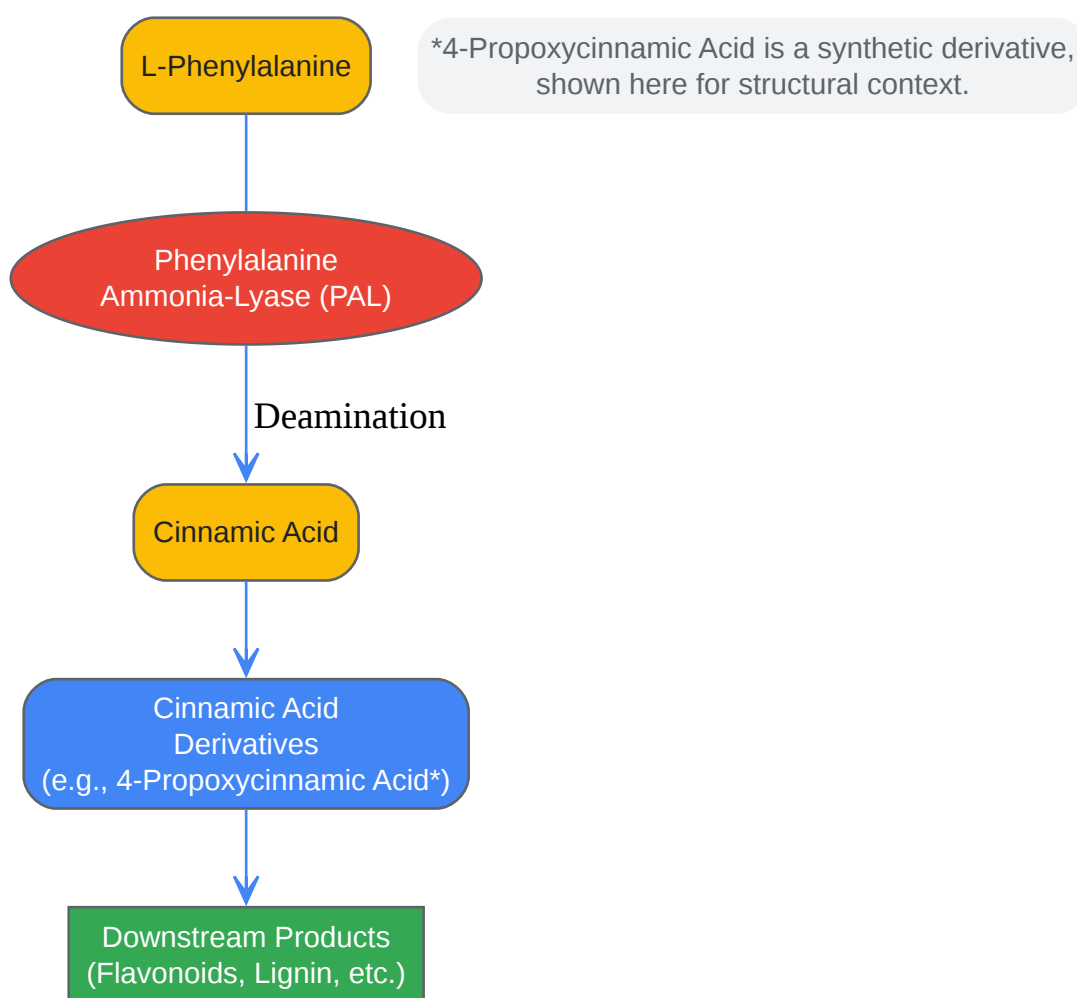 L-Phenylalanine
*4-Propoxycinnamic Acid is a synthetic derivative,
shown here for structural context.
Phenylalanine
Ammonia-Lyase (PAL)
Deamination
Cinnamic Acid
Cinnamic Acid
Derivatives
(e.g., 4-Propoxycinnamic Acid*)
Downstream Products
(Flavonoids, Lignin, etc.)